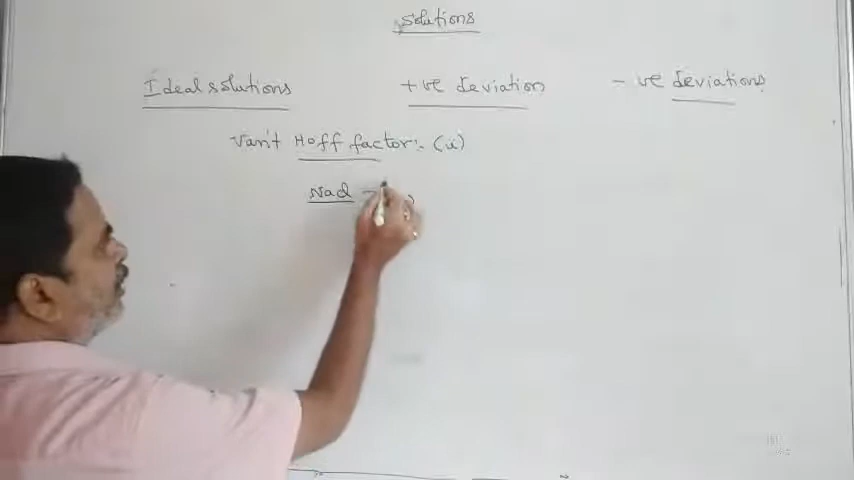 Solutions
Ideal solutions +ve deviation - ve deviations
Van't Hoff factor:- (i)
NaCl →